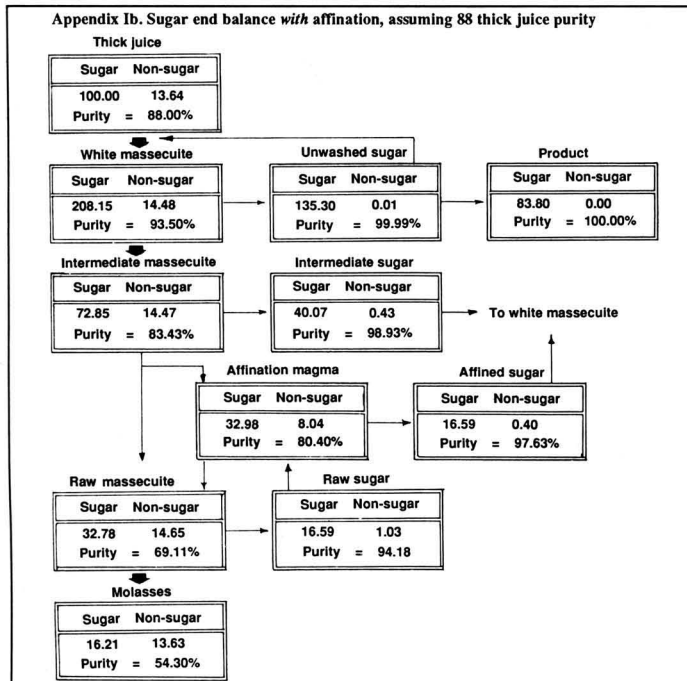 Appendix Ib. Sugar end balance with affination, assuming 88 thick juice purity
Thick juice
Sugar Non-sugar
100.00 13.64
Purity = 88.00%
White massecuite
Sugar Non-sugar
208.15 14.48
Purity = 93.50%
Unwashed sugar
Sugar Non-sugar
135.30 0.01
Purity = 99.99%
Product
Sugar Non-sugar
83.80 0.00
Purity = 100.00%
Intermediate massecuite
Sugar Non-sugar
72.85 14.47
Purity = 83.43%
Intermediate sugar
Sugar Non-sugar
40.07 0.43
Purity = 98.93%
To white massecuite
Affination magma
Sugar Non-sugar
32.98 8.04
Purity = 80.40%
Affined sugar
Sugar Non-sugar
16.59 0.40
Purity = 97.63%
Raw massecuite
Sugar Non-sugar
32.78 14.65
Purity = 69.11%
Raw sugar
Sugar Non-sugar
16.59 1.03
Purity = 94.18
Molasses
Sugar Non-sugar
16.21 13.63
Purity = 54.30%